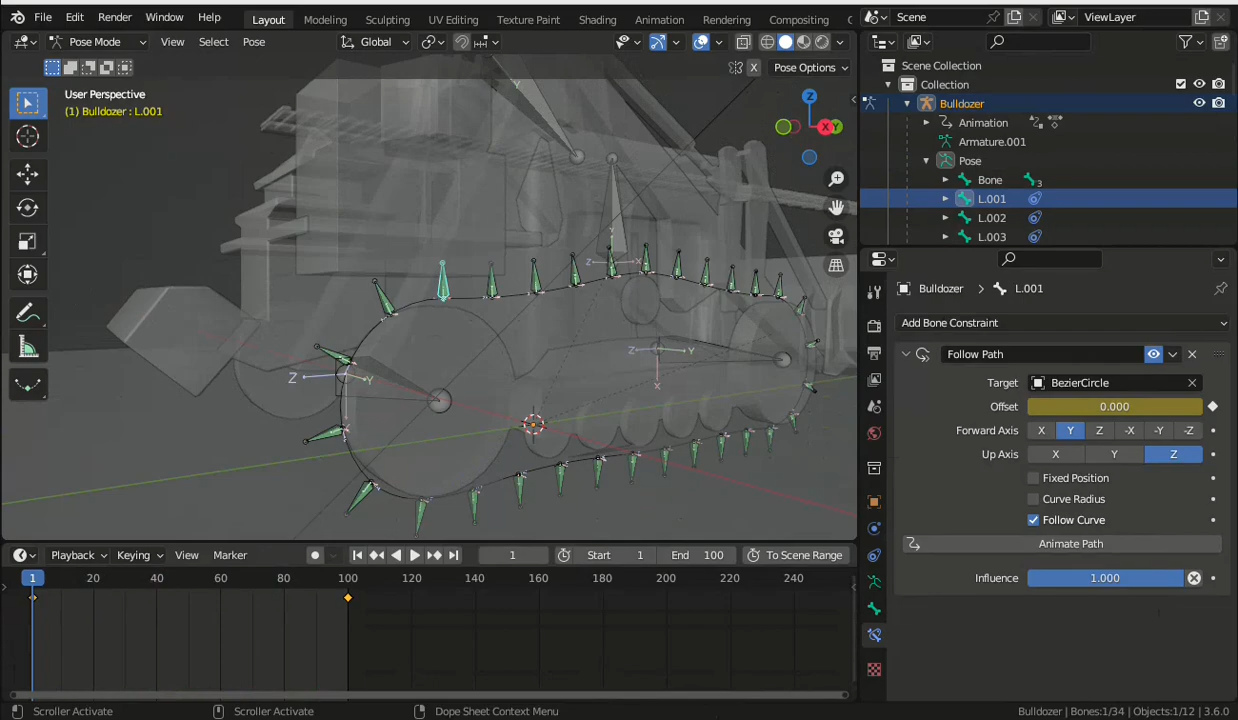 File Edit Render Window Help Layout Modeling Sculpting UV Editing Texture Paint Shading Animation Rendering Compositing Scene ViewLayer
Pose Mode View Select Pose Global
X Pose Options
User Perspective
(1) Bulldozer : L.001
Z
X Y
Y
Y
Z X
Z Y
X
Z Y
Scene Collection
Collection
Bulldozer
Animation
Armature.001
Pose
Bone 3
L.001
L.002
L.003
Bulldozer L.001
Add Bone Constraint
Follow Path
Target BezierCircle
Offset 0.000
Forward Axis X Y Z -X -Y -Z
Up Axis X Y Z
Fixed Position
Curve Radius
Follow Curve
Animate Path
Influence 1.000
Playback Keying View Marker 1 Start 1 End 100 To Scene Range
1 20 40 60 80 100 120 140 160 180 200 220 240
Scroller Activate Scroller Activate Dope Sheet Context Menu Bulldozer | Bones:1/34 | Objects:1/12 | 3.6.0